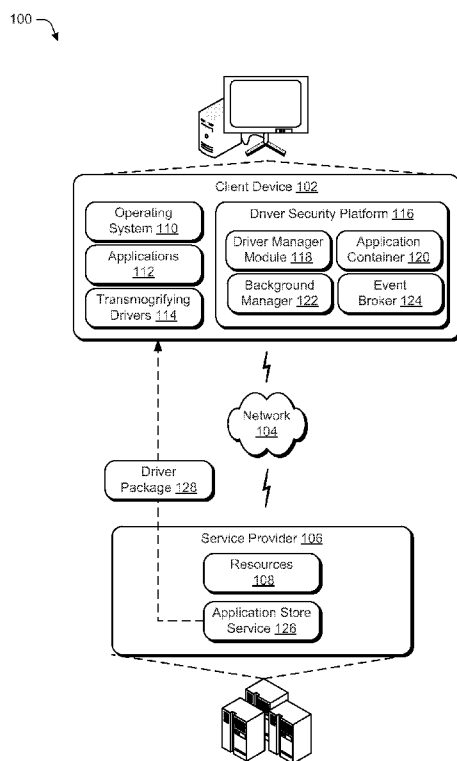 100
Client Device 102
Operating
System 110
Applications
112
Transmogrifying
Drivers 114
Driver Security Platform 116
Driver Manager
Module 118
Application
Container 120
Background
Manager 122
Event
Broker 124
Network
104
Driver
Package 128
Service Provider 106
Resources
108
Application Store
Service 126